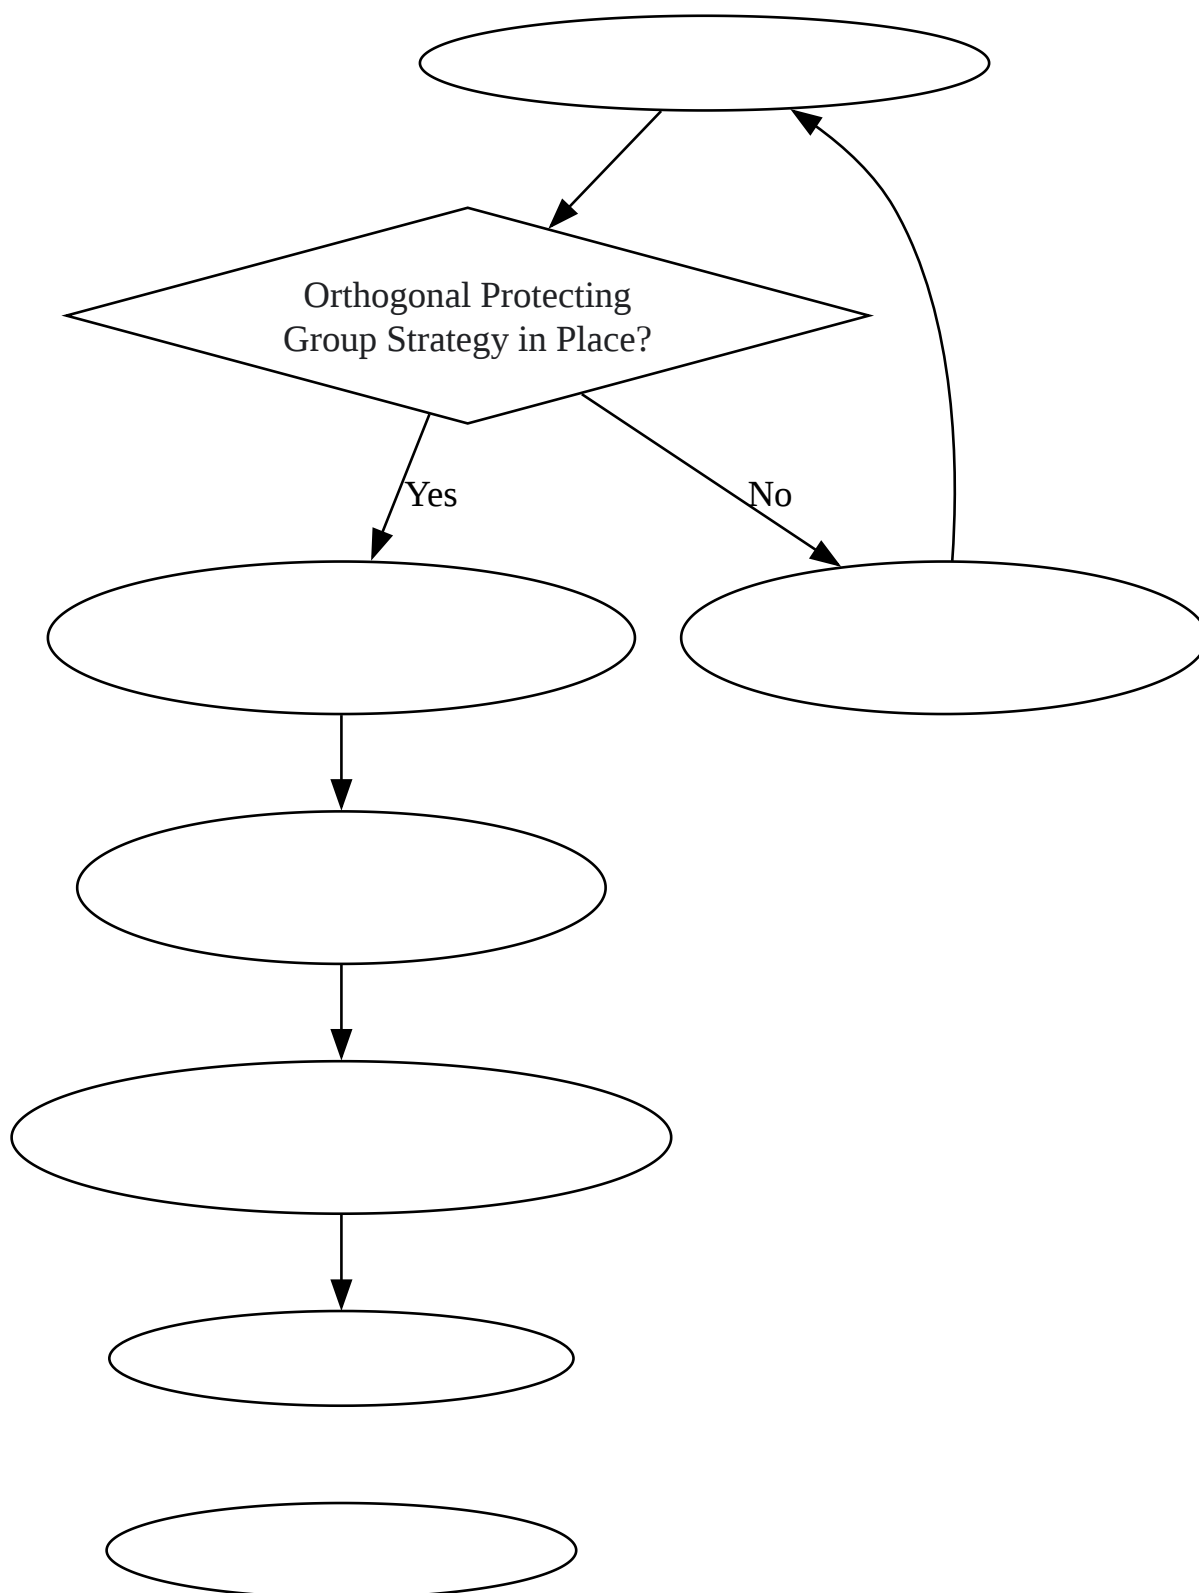 Orthogonal Protecting
Group Strategy in Place?
Yes
No